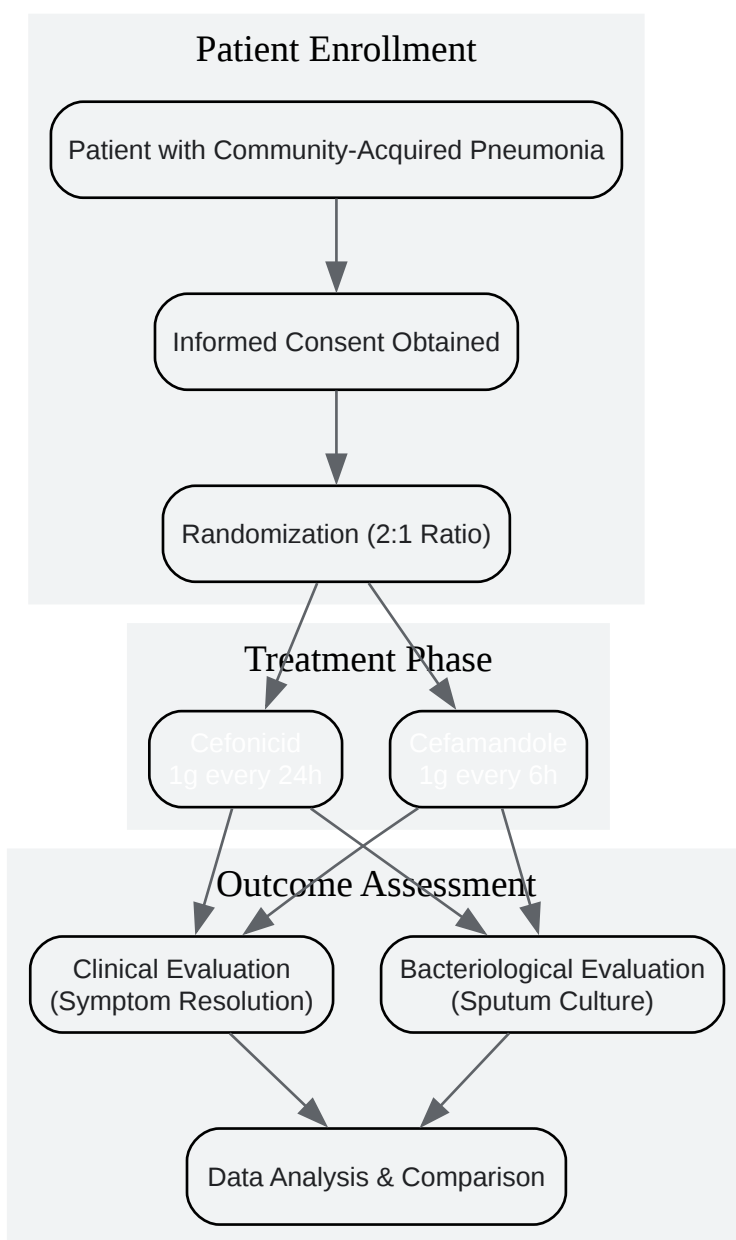 Patient Enrollment
Patient with Community-Acquired Pneumonia
Informed Consent Obtained
Randomization (2:1 Ratio)
Treatment Phase
Cefonicid
1g every 24h
Cefamandole
1g every 6h
Outcome Assessment
Clinical Evaluation
(Symptom Resolution)
Bacteriological Evaluation
(Sputum Culture)
Data Analysis & Comparison